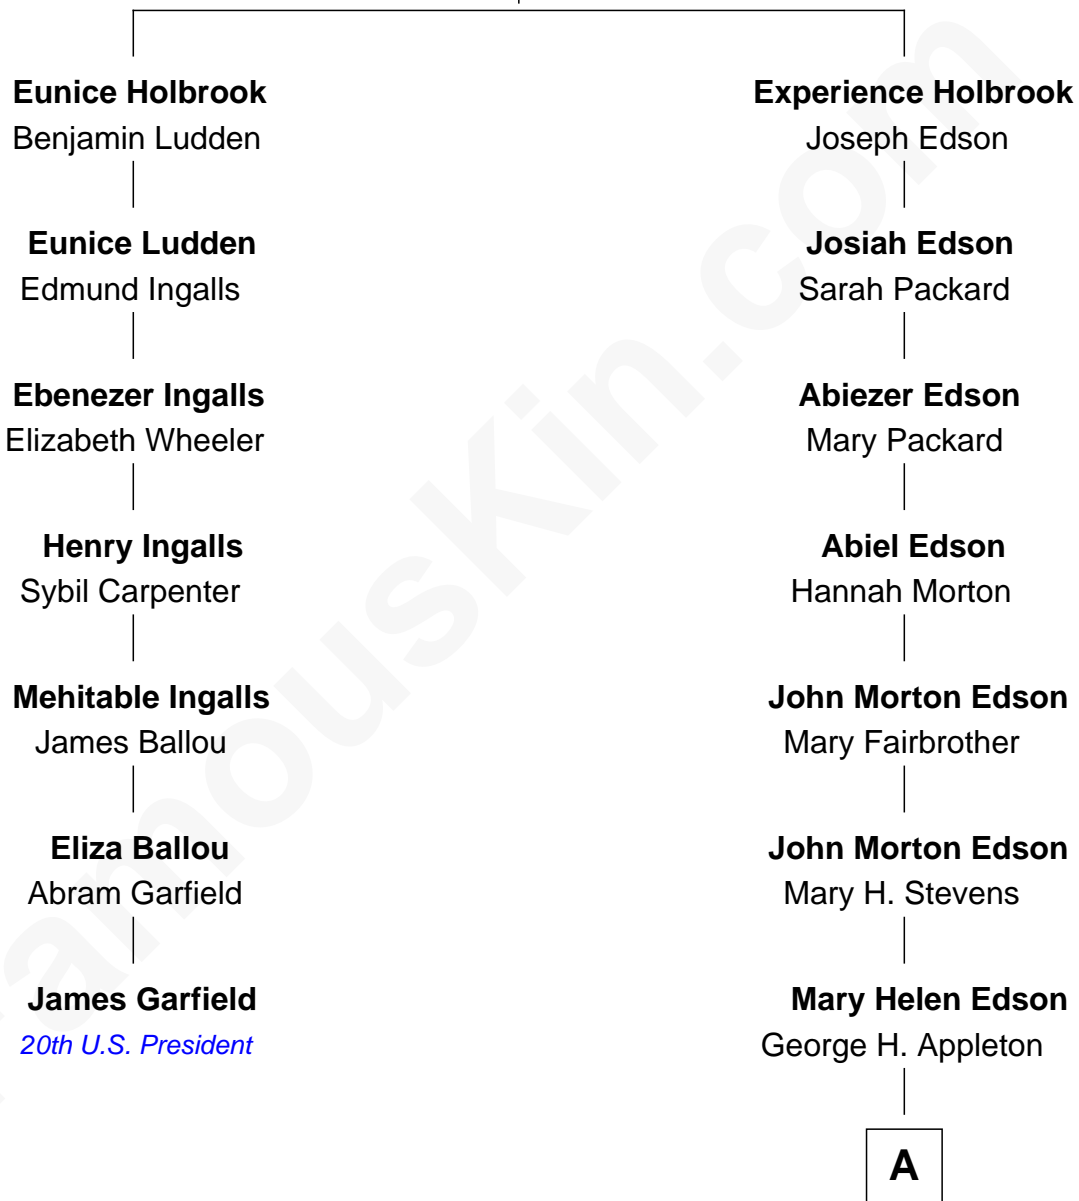 Eunice Holbrook
Benjamin Ludden
Eunice Ludden
Edmund Ingalls
Ebenezer Ingalls
Elizabeth Wheeler
Henry Ingalls
Sybil Carpenter
Mehitable Ingalls
James Ballou
Eliza Ballou
Abram Garfield
James Garfield
20th U.S. President
Experience Holbrook
Joseph Edson
Josiah Edson
Sarah Packard
Abiezer Edson
Mary Packard
Abiel Edson
Hannah Morton
John Morton Edson
Mary Fairbrother
John Morton Edson
Mary H. Stevens
Mary Helen Edson
George H. Appleton
A
FamousKin.com